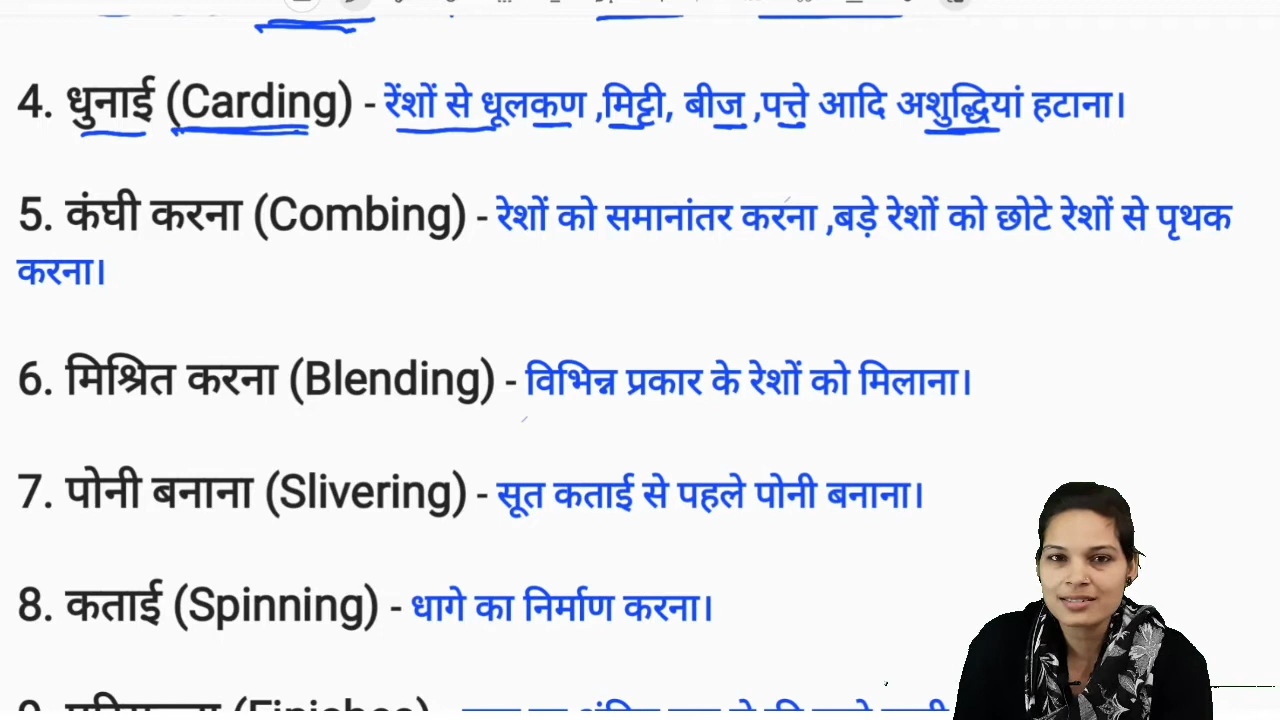 4. धुनाई (Carding) - रेंशों से धूलकण ,मिट्टी, बीज ,पत्ते आदि अशुद्धियां हटाना।
5. कंघी करना (Combing) - रेशों को समानांतर करना ,बड़े रेशों को छोटे रेशों से पृथक
करना।
6. मिश्रित करना (Blending) - विभिन्न प्रकार के रेशों को मिलाना।
7. पोनी बनाना (Slivering) - सूत कताई से पहले पोनी बनाना।
8. कताई (Spinning) - धागे का निर्माण करना।